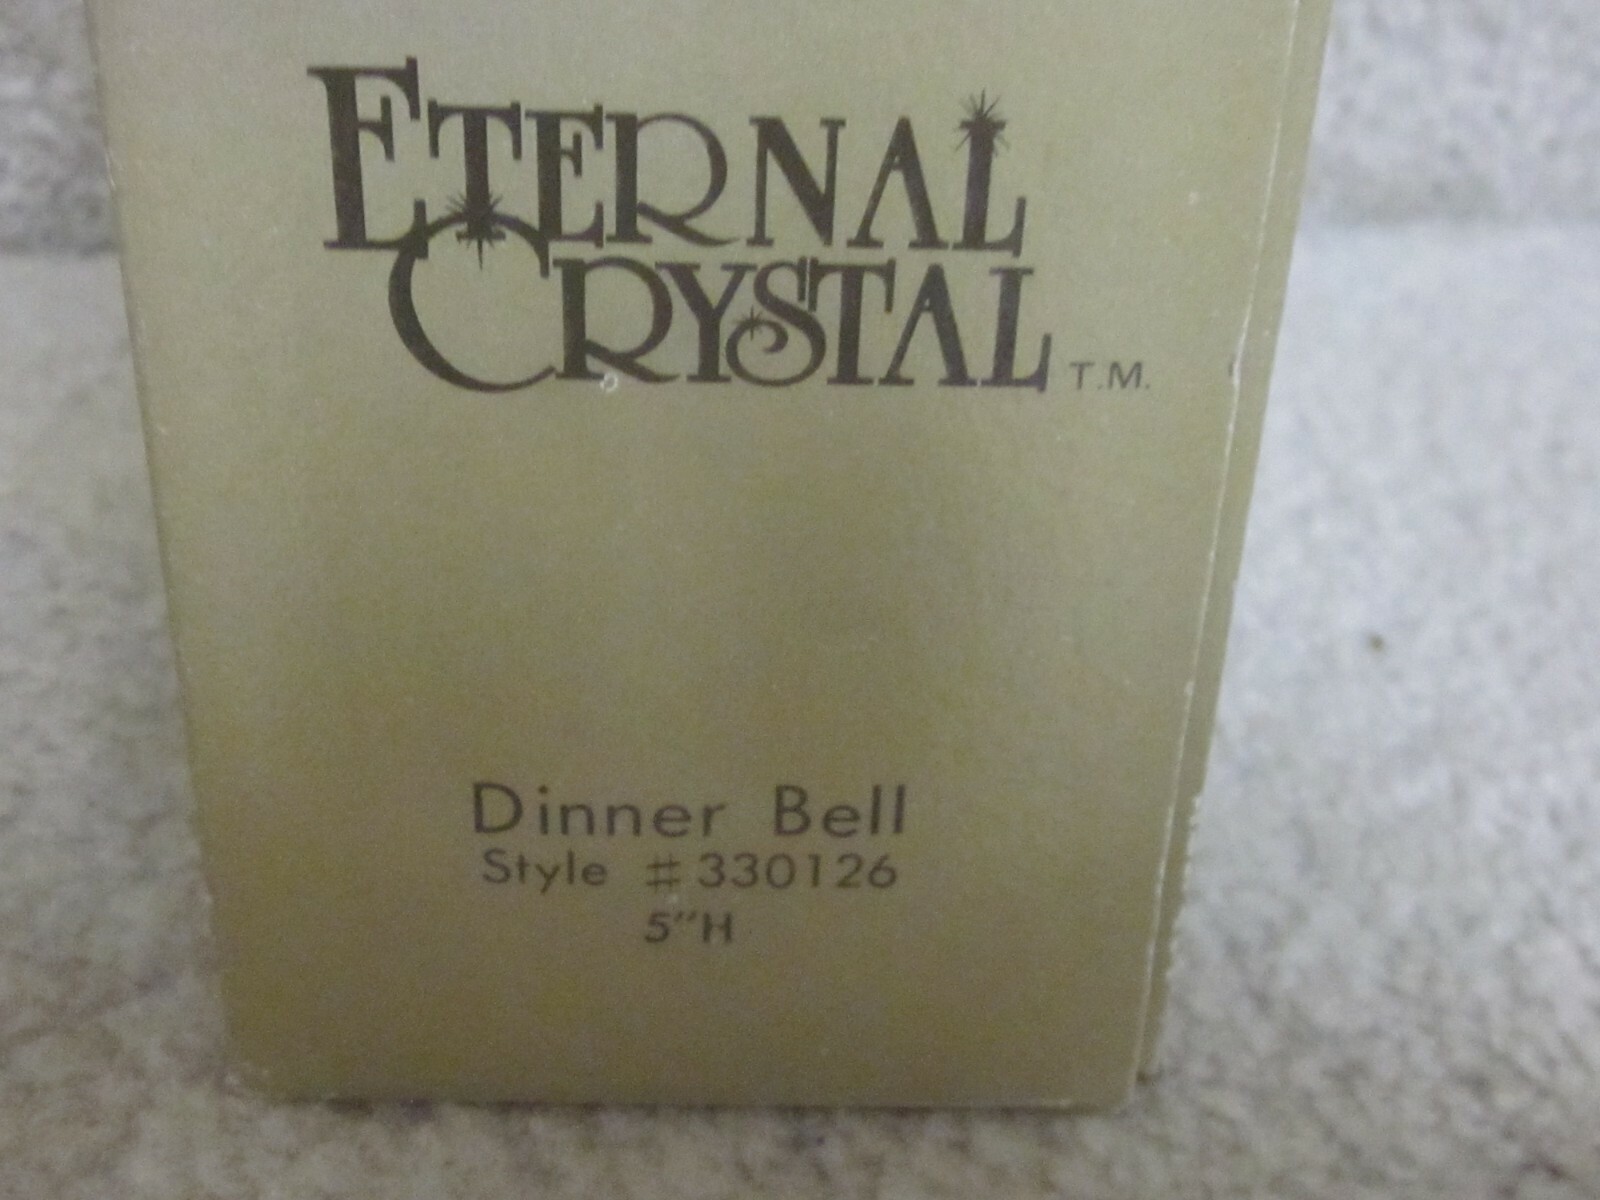 ETERNAL
CRYSTAL T.M.
Dinner Bell
Style #330126
5"H